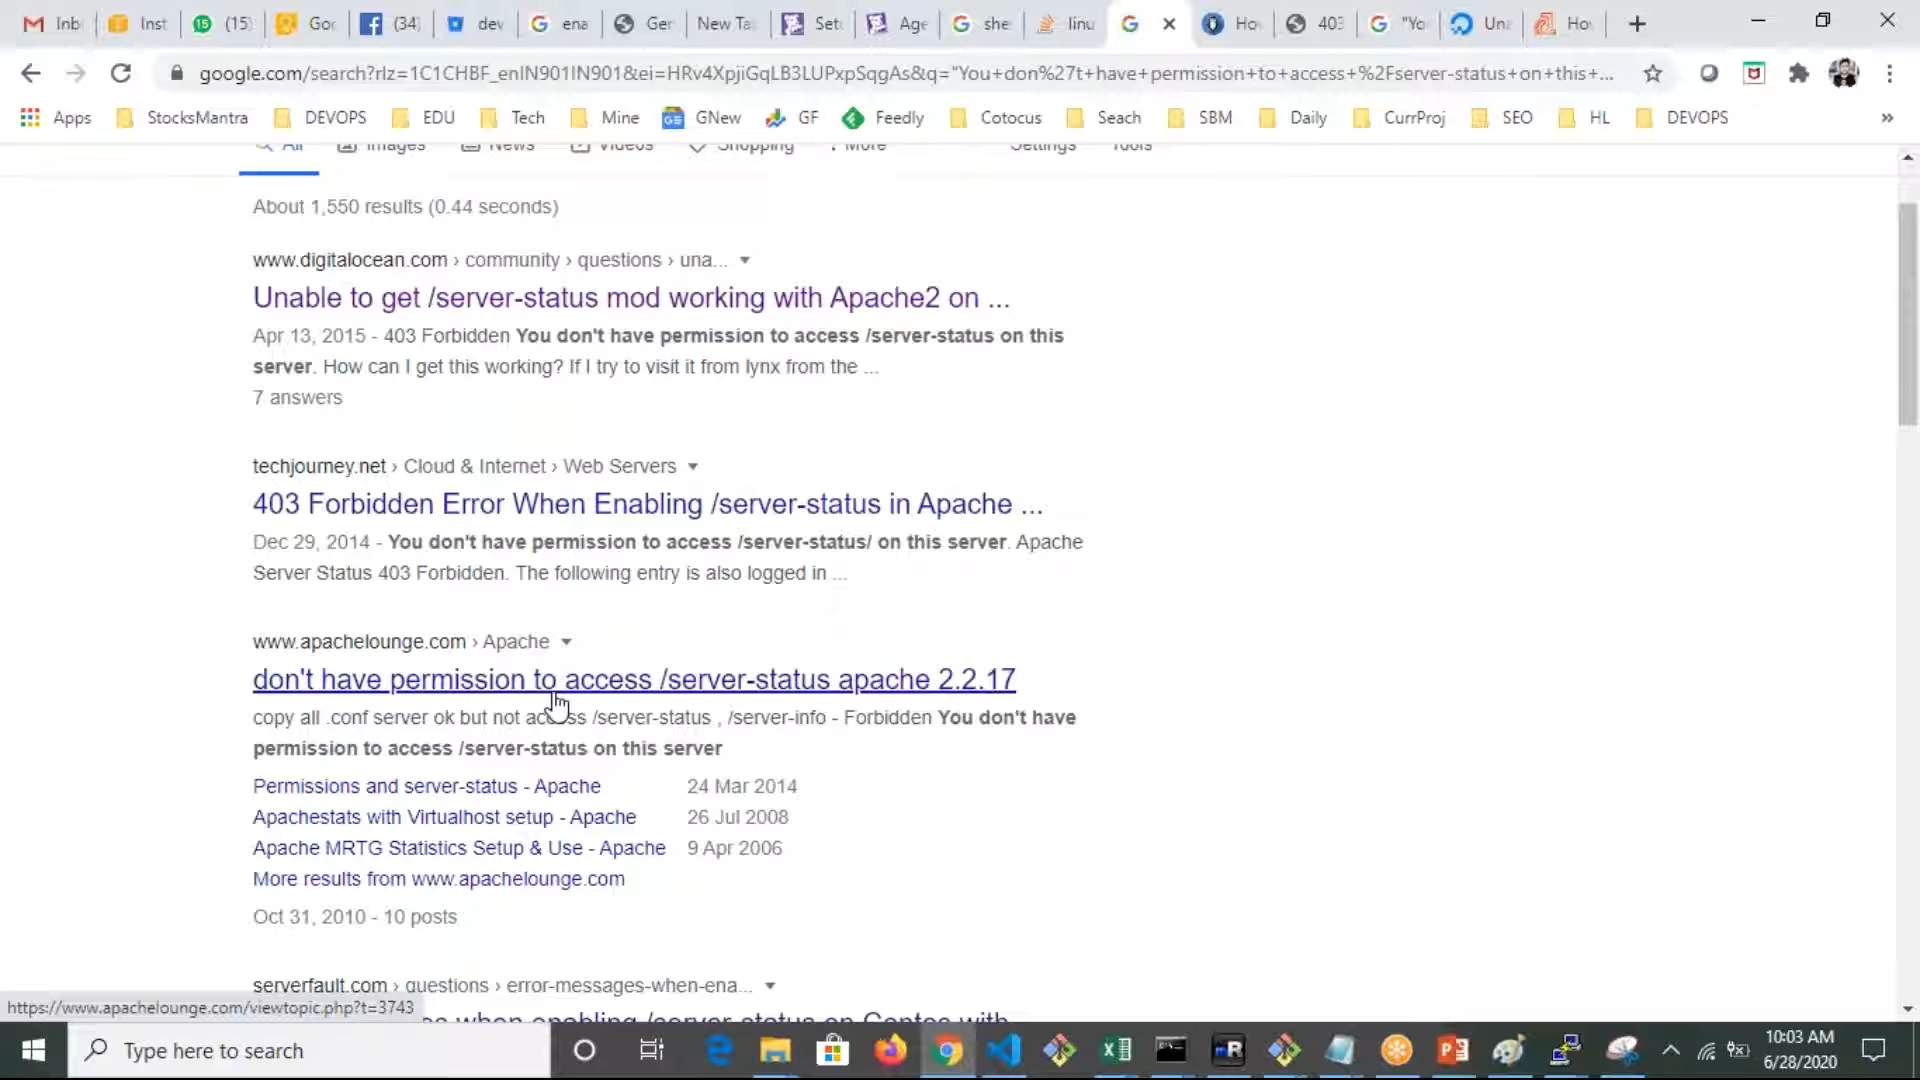 Inb
Inst
(15)
Goo
(34)
dev
ena
Ger
New Ta
Set
Age
she
linu
Ho
403
"Yo
Una
Ho
google.com/search?rlz=1C1CHBF_enIN901IN901&ei=HRv4XpjiGqLB3LUPxpSqgAs&q="You+don%27t+have+permission+to+access+%2Fserver-status+on+this+...
Apps
StocksMantra
DEVOPS
EDU
Tech
Mine
GNew
GF
Feedly
Cotocus
Seach
SBM
Daily
CurrProj
SEO
HL
DEVOPS
»
All
Images
News
Videos
Shopping
More
Settings
Tools
About 1,550 results (0.44 seconds)
www.digitalocean.com › community › questions › una...
Unable to get /server-status mod working with Apache2 on ...
Apr 13, 2015 - 403 Forbidden You don't have permission to access /server-status on this
server. How can I get this working? If I try to visit it from lynx from the ...
7 answers
techjourney.net › Cloud & Internet › Web Servers
403 Forbidden Error When Enabling /server-status in Apache ...
Dec 29, 2014 - You don't have permission to access /server-status/ on this server. Apache
Server Status 403 Forbidden. The following entry is also logged in ...
www.apachelounge.com › Apache
don't have permission to access /server-status apache 2.2.17
copy all .conf server ok but not access /server-status , /server-info - Forbidden You don't have
permission to access /server-status on this server
Permissions and server-status - Apache 24 Mar 2014
Apachestats with Virtualhost setup - Apache 26 Jul 2008
Apache MRTG Statistics Setup & Use - Apache 9 Apr 2006
More results from www.apachelounge.com
Oct 31, 2010 - 10 posts
serverfault.com › questions › error-messages-when-ena...
https://www.apachelounge.com/viewtopic.php?t=3743
when enabling /server-status on Centos with
Type here to search
10:03 AM
6/28/2020